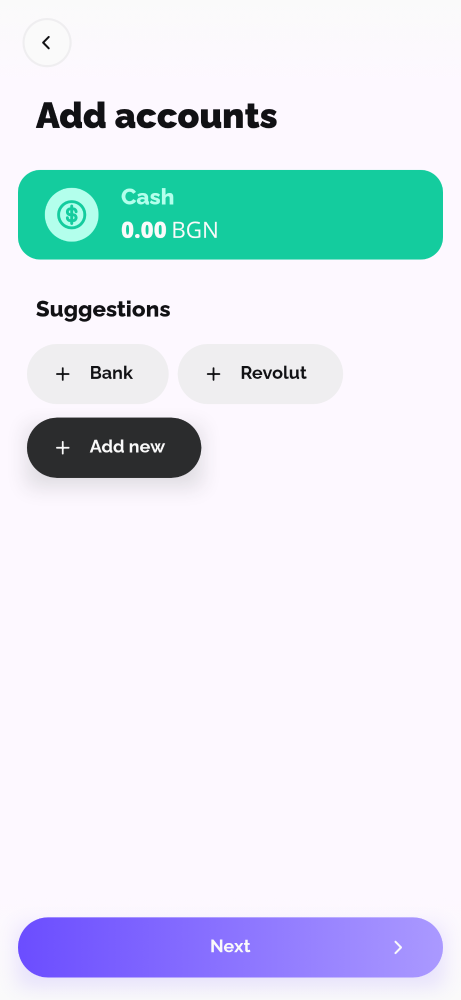 Add accounts
Cash
0.00 BGN
Suggestions
Bank
Revolut
Add new
Next